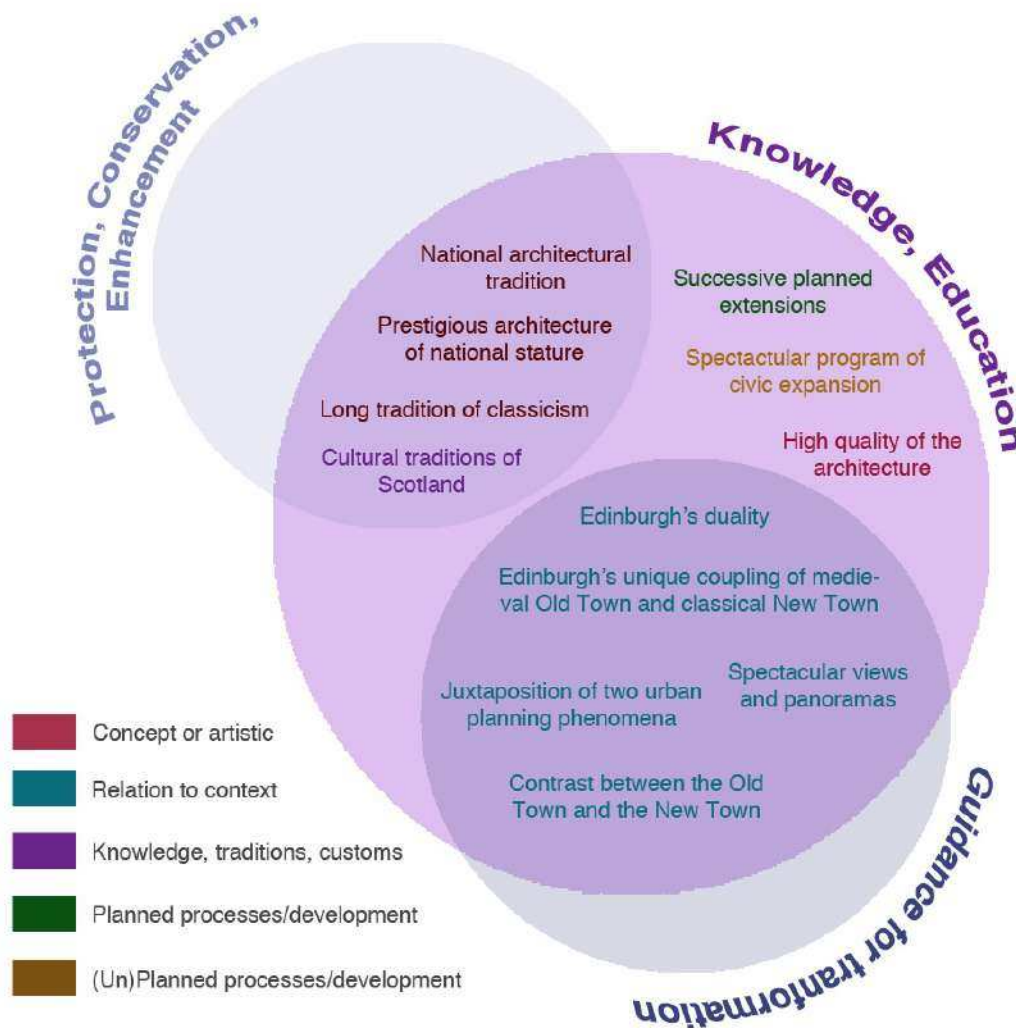 Protection, Conservation,
Enhancement
Knowledge, Education
National architectural
tradition
Successive planned
extensions
Prestigious architecture
of national stature
Spectactular program of
civic expansion
Long tradition of classicism
High quality of the
architecture
Cultural traditions of
Scotland
Edinburgh's duality
Edinburgh's unique coupling of medie-
val Old Town and classical New Town
Spectacular views
and panoramas
Juxtaposition of two urban
planning phenomena
Contrast between the Old
Town and the New Town
Guidance for tranformation
Concept or artistic
Relation to context
Knowledge, traditions, customs
Planned processes/development
(Un)Planned processes/development